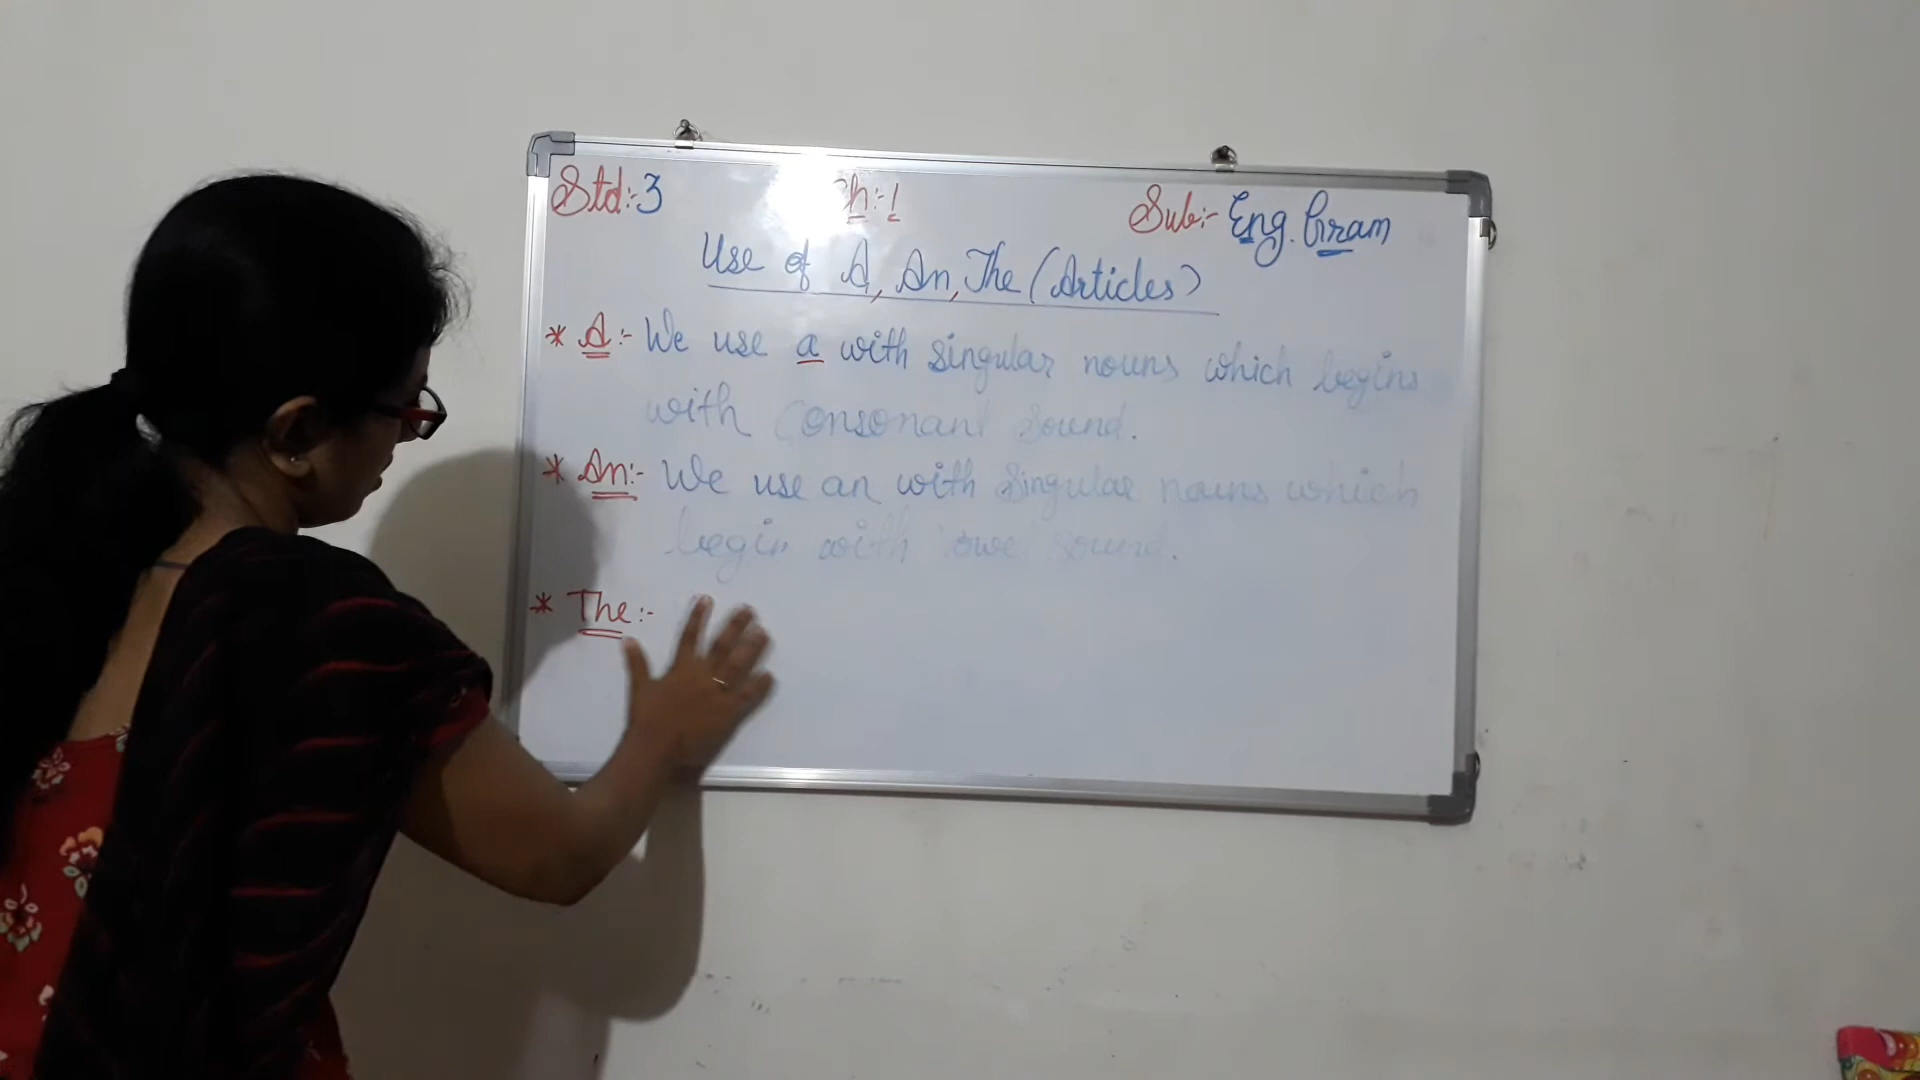 Std:-3
Ch:-1
Sub:- Eng. Gram
Use of A, An, The (Articles)
* A:- We use a with singular nouns which begins
with consonant sound.
* An:- We use an with singular nouns which
begin with sound.
* The:-